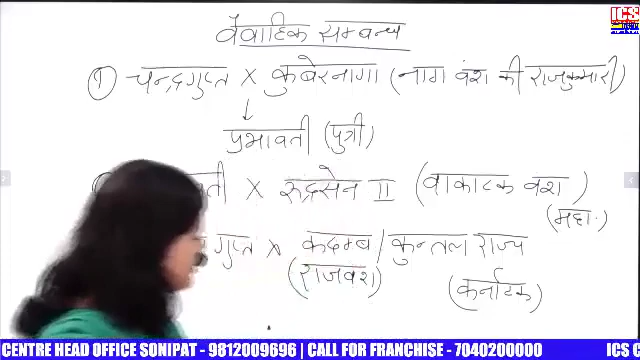 वैवाहिक सम्बन्ध
ICS
① चन्द्रगुप्त X कुबेरनागा (नाग वंश की राजकुमारी)
↓
प्रभावती (पुत्री)
X रुद्रसेन II (वाकाटक वंश)
(महा.)
गुप्त X कदम्ब / कुन्तल राज्य
(राजवंश) (कर्नाटक)
CENTRE HEAD OFFICE SONIPAT - 9812009696 | CALL FOR FRANCHISE - 7040200000 ICS C